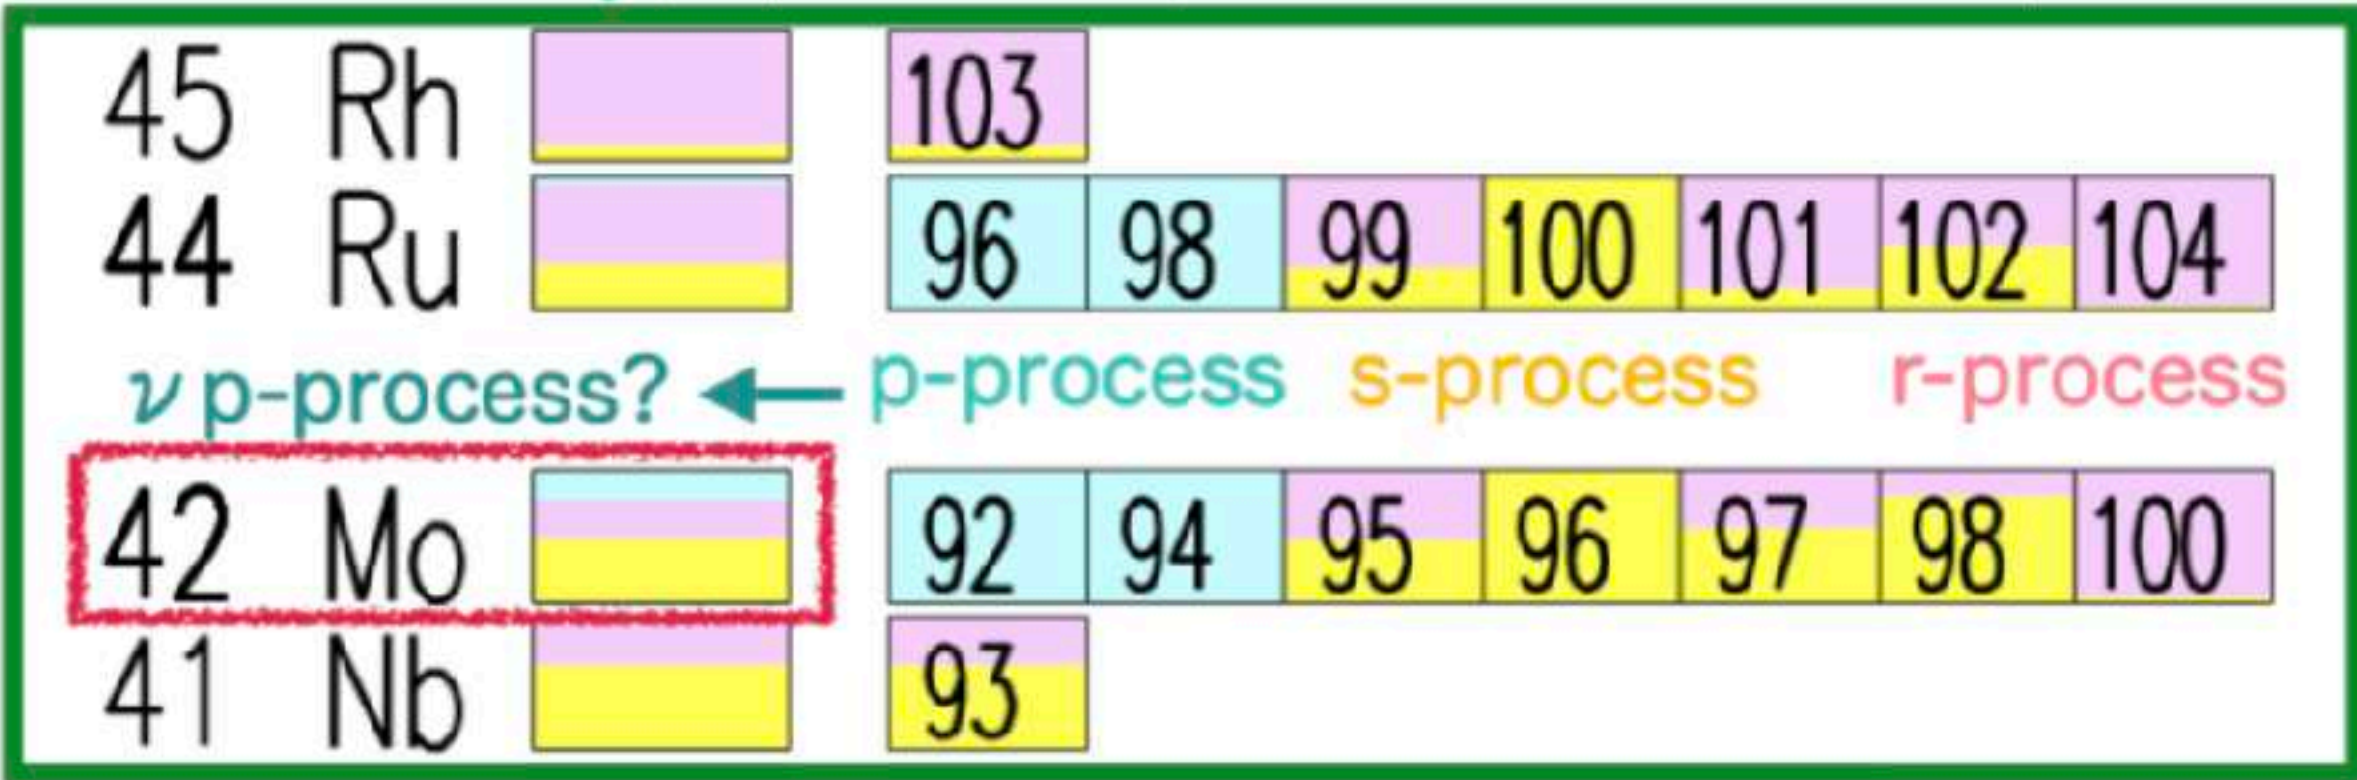 45 Rh 103
44 Ru 96 98 99 100 101 102 104
ν p-process? p-process s-process r-process
42 Mo 92 94 95 96 97 98 100
41 Nb 93